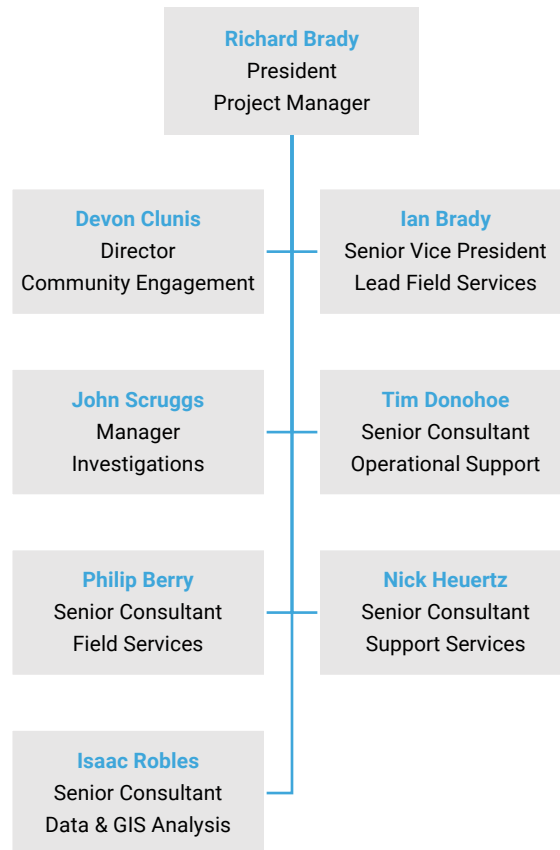 Richard Brady
President
Project Manager
Devon Clunis
Director
Community Engagement
Ian Brady
Senior Vice President
Lead Field Services
John Scruggs
Manager
Investigations
Tim Donohoe
Senior Consultant
Operational Support
Philip Berry
Senior Consultant
Field Services
Nick Heuertz
Senior Consultant
Support Services
Isaac Robles
Senior Consultant
Data & GIS Analysis